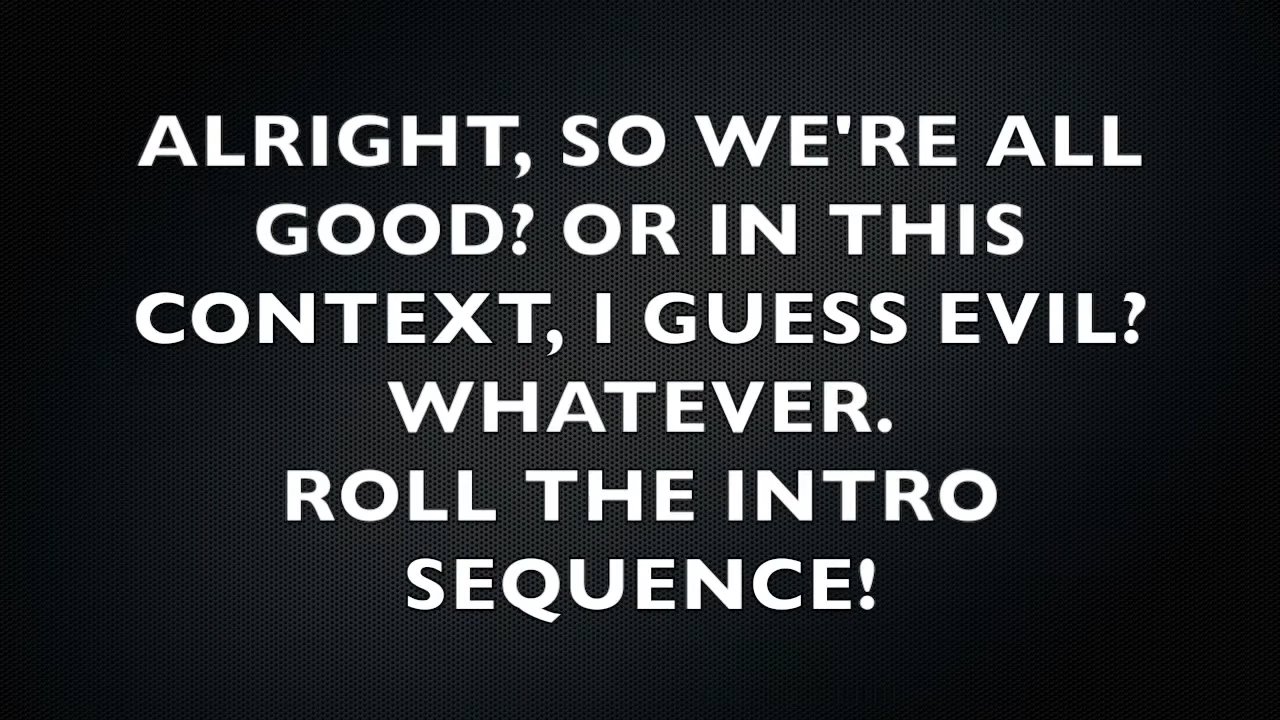 ALRIGHT, SO WE'RE ALL
GOOD? OR IN THIS
CONTEXT, I GUESS EVIL?
WHATEVER.
ROLL THE INTRO
SEQUENCE!